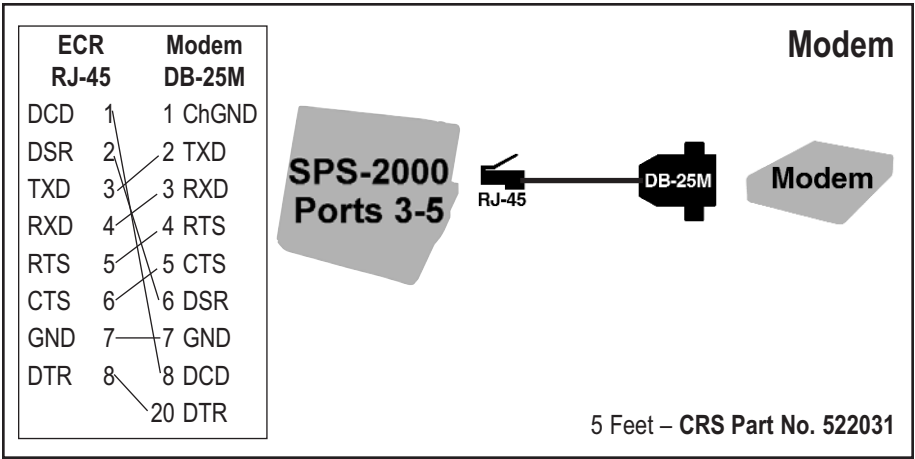 Modem
ECR Modem
RJ-45 DB-25M
DCD 1 1 ChGND
DSR 2 2 TXD
TXD 3 3 RXD
RXD 4 4 RTS
RTS 5 5 CTS
CTS 6 6 DSR
GND 7 7 GND
DTR 8 8 DCD
20 DTR
SPS-2000
Ports 3-5
RJ-45
DB-25M
Modem
5 Feet – CRS Part No. 522031